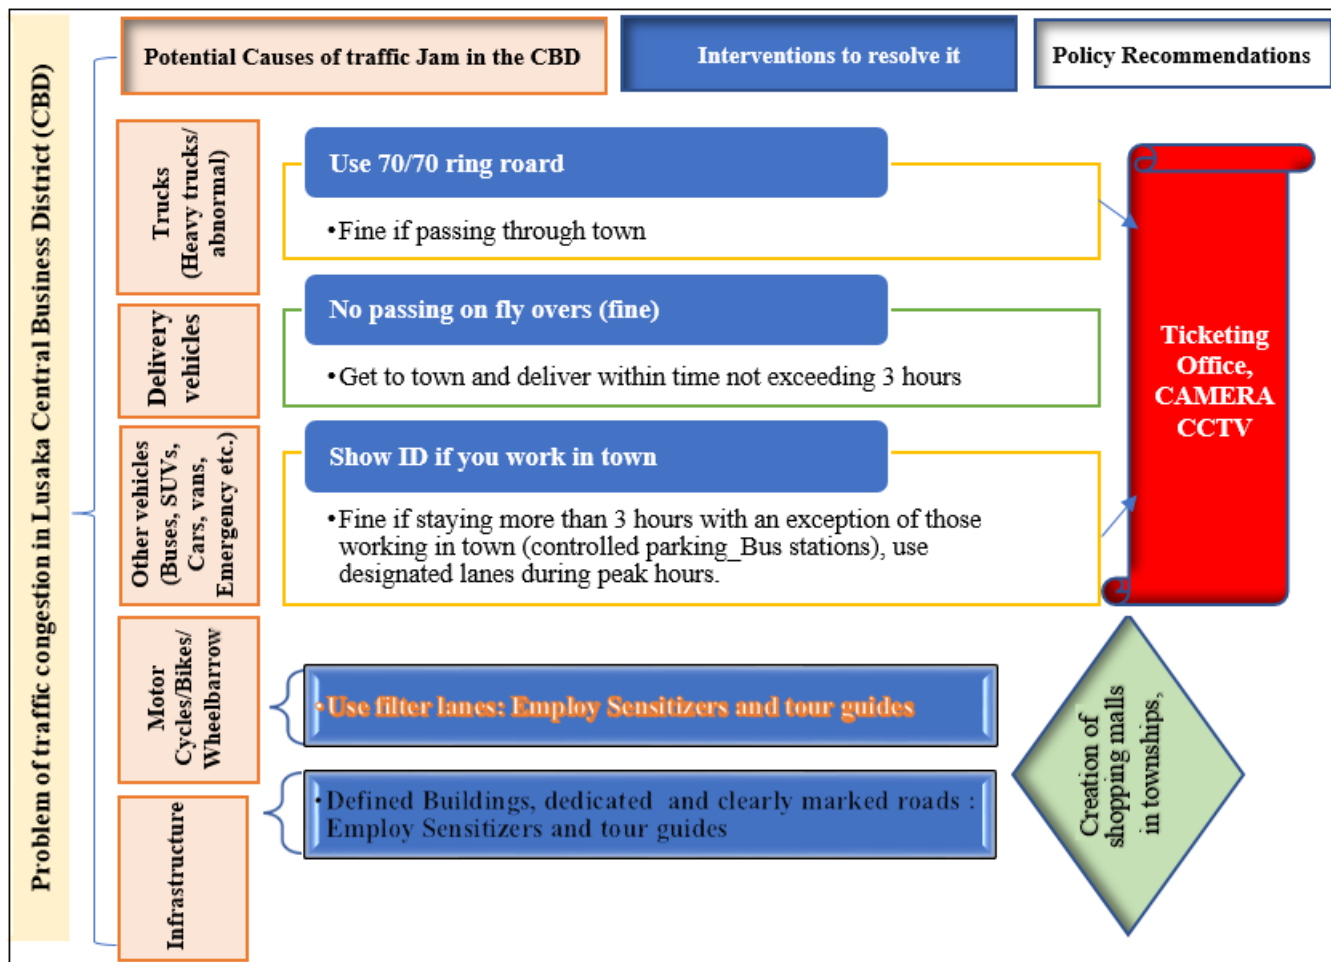 Problem of traffic congestion in Lusaka Central Business District (CBD)
Potential Causes of traffic Jam in the CBD
Interventions to resolve it
Policy Recommendations
Trucks
(Heavy trucks/
abnormal)
Use 70/70 ring roard
•Fine if passing through town
Delivery
vehicles
No passing on fly overs (fine)
•Get to town and deliver within time not exceeding 3 hours
Other vehicles
(Buses, SUVs,
Cars, vans,
Emergency etc.)
Show ID if you work in town
•Fine if staying more than 3 hours with an exception of those
working in town (controlled parking_Bus stations), use
designated lanes during peak hours.
Ticketing
Office,
CAMERA
CCTV
Motor
Cycles/Bikes/
Wheelbarrow
•Use filter lanes: Employ Sensitizers and tour guides
Infrastructure
•Defined Buildings, dedicated and clearly marked roads :
Employ Sensitizers and tour guides
Creation of
shoppping malls
in townships,